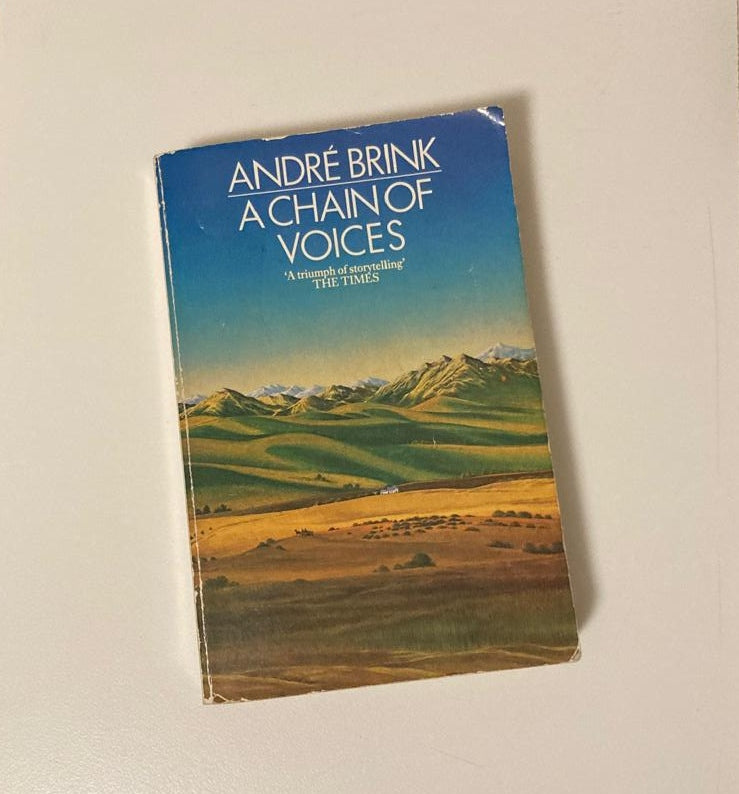 ANDRÉ BRINK
A CHAIN OF
VOICES
‘A triumph of storytelling’
THE TIMES